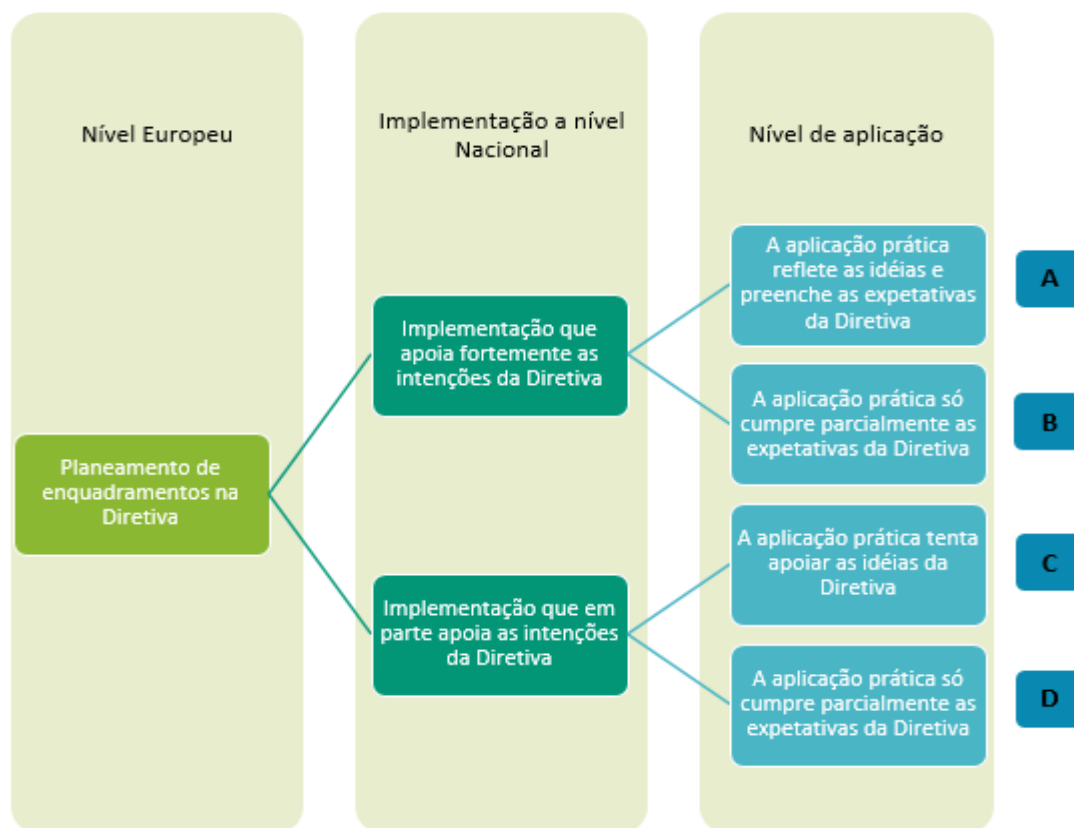 Nível Europeu
Implementação a nível
Nacional
Nível de aplicação
Planeamento de
enquadramentos na
Diretiva
Implementação que
apoia fortemente as
intenções da Diretiva
Implementação que em
parte apoia as intenções
da Diretiva
A aplicação prática
reflete as idéias e
preenche as expetativas
da Diretiva
A
A aplicação prática só
cumpre parcialmente as
expetativas da Diretiva
B
A aplicação prática tenta
apoiar as idéias da
Diretiva
C
A aplicação prática só
cumpre parcialmente as
expetativas da Diretiva
D